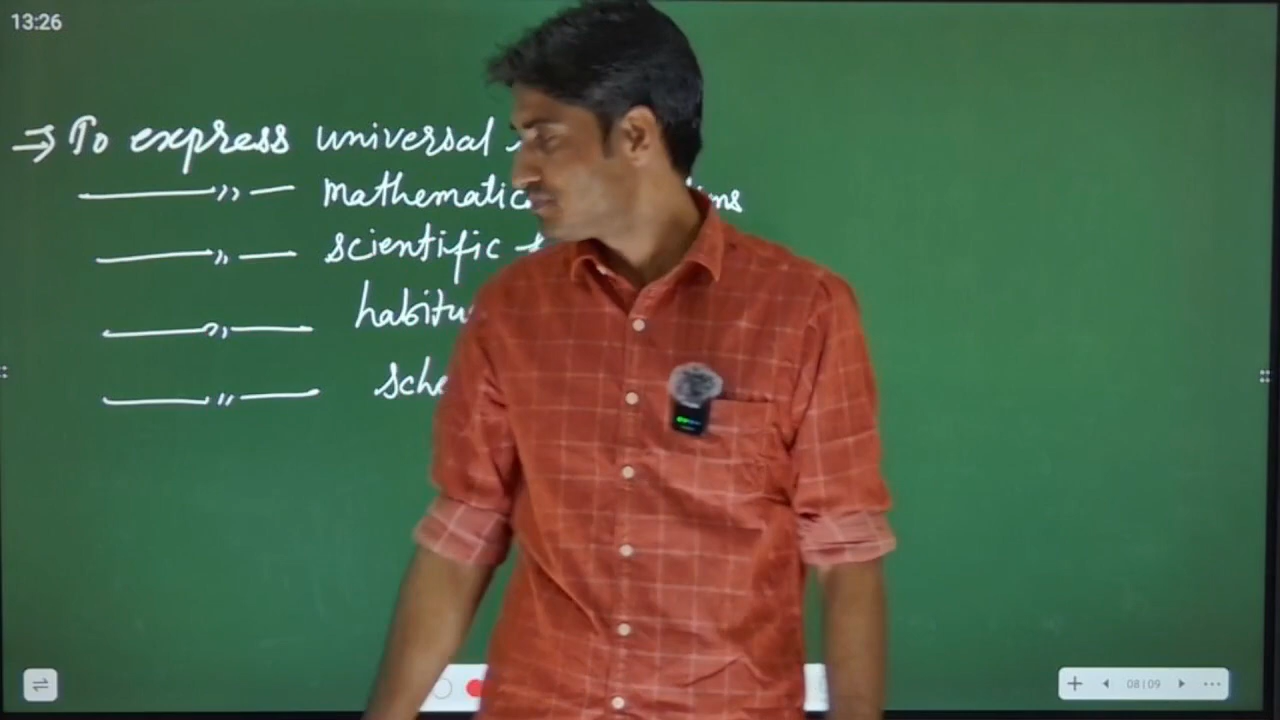 13:26
⇒ To express universal
——,,— Mathematic
——,,— scientific
——,,—— habitu
——,,—— sche
08|09